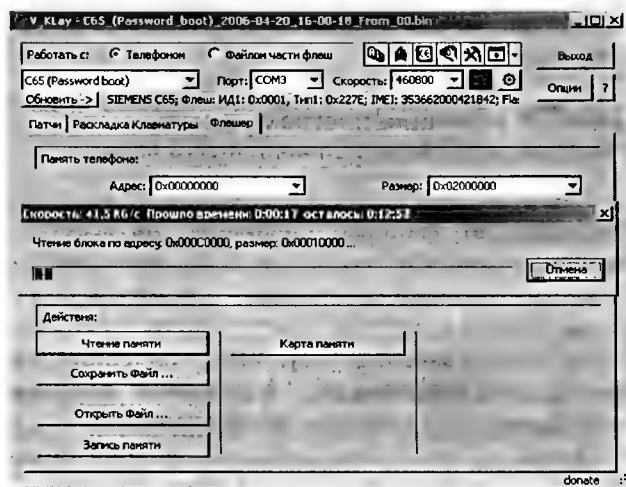 V_KLay - C65_(Password_boot)_2006-04-20_16-00-18_From_00.bin
Работать с: Телефоном Файлом части флеш Выход
C65 (Password boot) Порт: COM3 Скорость: 460800 Опции ?
Обновить -> SIEMENS C65; Флеш: ИД1: 0x0001, Тип1: 0x227E; IMEI: 353662000421842; Fla:
Патчи Раскладка Клавиатуры Флешер
Память телефона:
Адрес: 0x00000000 Размер: 0x02000000
Скорость: 41,5 Кб/с Прошло времени: 0:00:17 осталось: 0:12:53
Чтение блока по адресу: 0x000C0000, размер: 0x00010000 ...
Отмена
Действия:
Чтение памяти Карта памяти
Сохранить Файл ...
Открыть Файл ...
Запись памяти
donate